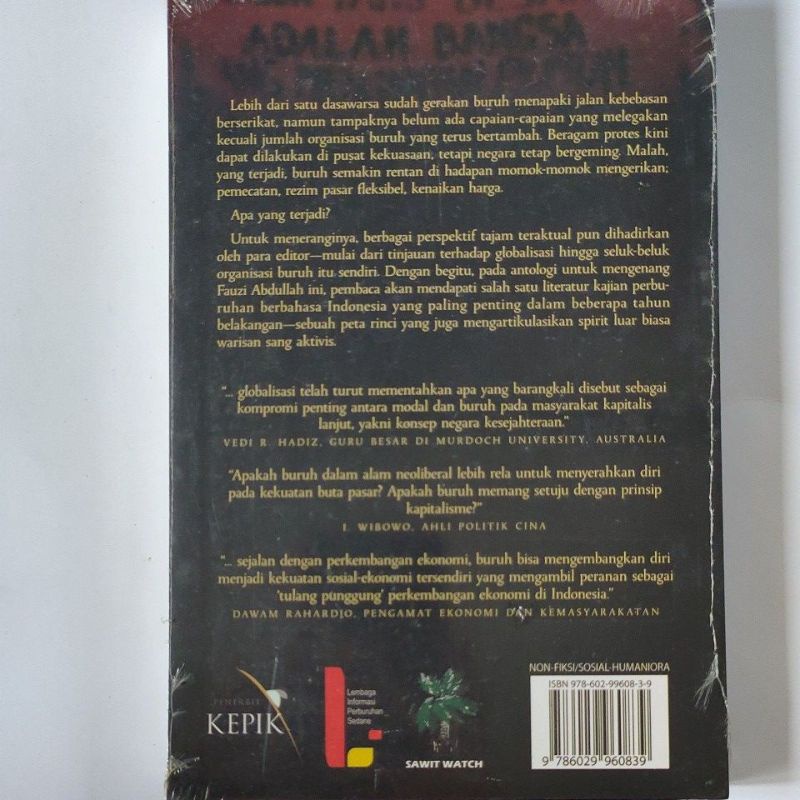 ADALAH BANGSA
Lebih dari satu dasawarsa sudah gerakan buruh menapaki jalan kebebasan
berserikat, namun tampaknya belum ada capaian-capaian yang melegakan
kecuali jumlah organisasi buruh yang terus bertambah. Beragam protes kini
dapat dilakukan di pusat kekuasaan, tetapi negara tetap bergeming. Malah,
yang terjadi, buruh semakin rentan di hadapan momok-momok mengerikan;
pemecatan, rezim pasar fleksibel, kenaikan harga.
Apa yang terjadi?
Untuk meneranginya, berbagai perspektif tajam teraktual pun dihadirkan
oleh para editor—mulai dari tinjauan terhadap globalisasi hingga seluk-beluk
organisasi buruh itu sendiri. Dengan begitu, pada antologi untuk mengenang
Fauzi Abdullah ini, pembaca akan mendapati salah satu literatur kajian perbu-
ruhan berbahasa Indonesia yang paling penting dalam beberapa tahun
belakangan—sebuah peta rinci yang juga mengartikulasikan spirit luar biasa
warisan sang aktivis.
"... globalisasi telah turut mementahkan apa yang barangkali disebut sebagai
kompromi penting antara modal dan buruh pada masyarakat kapitalis
lanjut, yakni konsep negara kesejahteraan."
VEDI R. HADIZ, GURU BESAR DI MURDOCH UNIVERSITY, AUSTRALIA
"Apakah buruh dalam alam neoliberal lebih rela untuk menyerahkan diri
pada kekuatan buta pasar? Apakah buruh memang setuju dengan prinsip
kapitalisme?"
I. WIBOWO, AHLI POLITIK CINA
"... sejalan dengan perkembangan ekonomi, buruh bisa mengembangkan diri
menjadi kekuatan sosial-ekonomi tersendiri yang mengambil peranan sebagai
'tulang punggung' perkembangan ekonomi di Indonesia."
DAWAM RAHARDJO, PENGAMAT EKONOMI DAN KEMASYARAKATAN
PENERBIT
KEPIK
Lembaga
Informasi
Perburuhan
Sedane
SAWIT WATCH
NON-FIKSI/SOSIAL-HUMANIORA
ISBN 978-602-99608-3-9
9 786029 960839